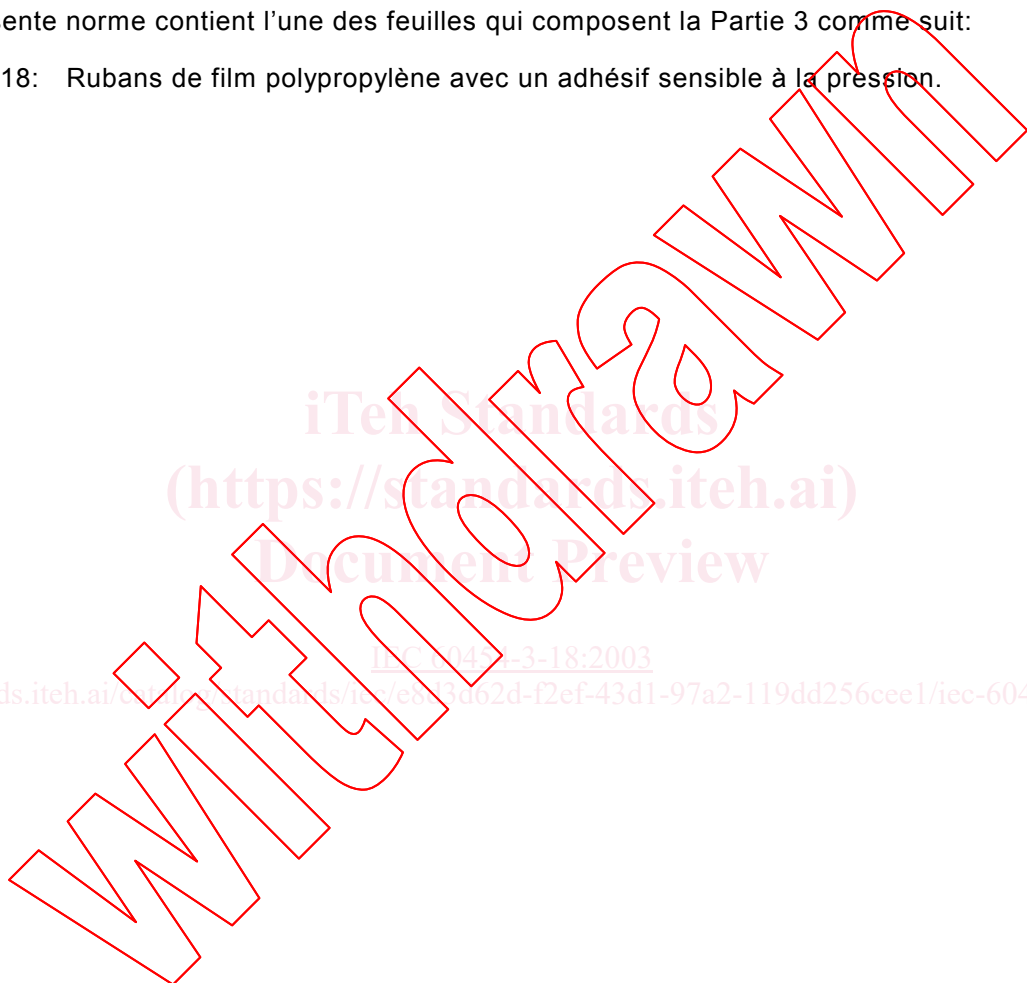 sente norme contient l’une des feuilles qui composent la Partie 3 comme suit:
18: Rubans de film polypropylène avec un adhésif sensible à la pression.
iTeh Standards
(https://standards.iteh.ai)
Document Preview
IEC 60454-3-18:2003
ds.iteh.ai/catalog/standards/iec/e8d3d62d-f2ef-43d1-97a2-119dd256cee1/iec-604
withdrawn